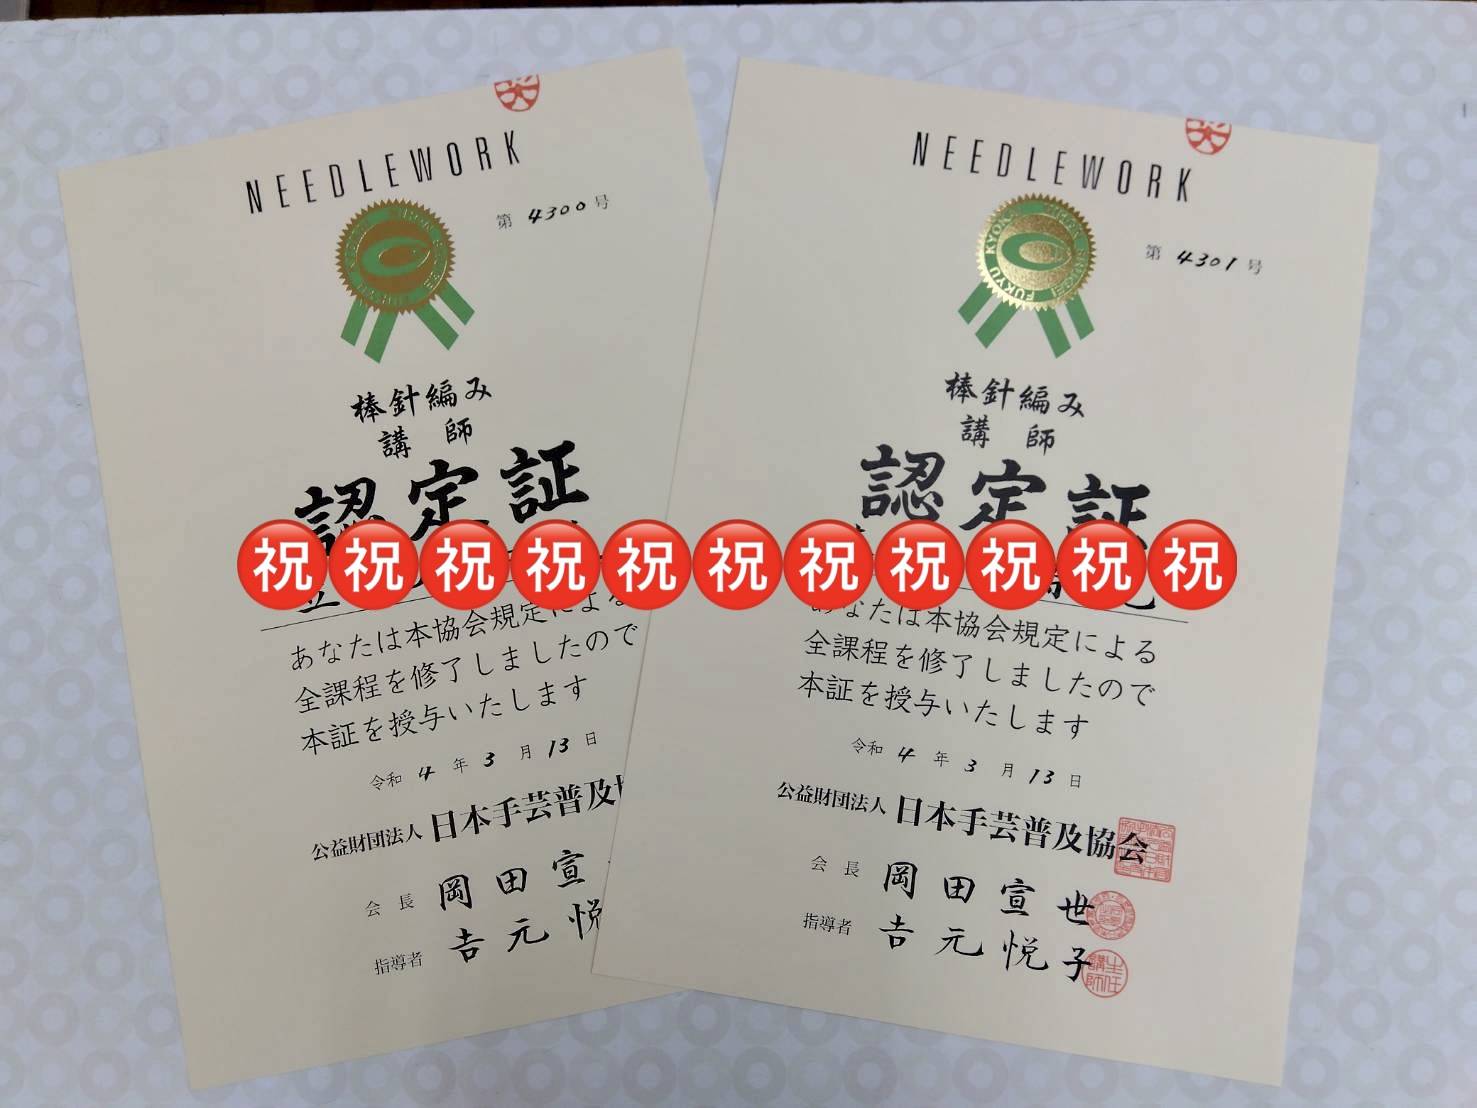 NEEDLEWORK
第 4300 号
棒針編み
講師
認定証
あなたは本協会規定による
全課程を修了しましたので
本証を授与いたします
令和 4 年 3 月 13 日
公益財団法人 日本手芸普及
会長 岡田宣
指導者 吉元悦
NEEDLEWORK
第 4301 号
FUKYU KYOKAI
棒針編み
講師
認定証
あなたは本協会規定による
全課程を修了しましたので
本証を授与いたします
令和 4 年 3 月 13 日
公益財団法人 日本手芸普及協会
会長 岡田宣世
指導者 吉元悦子
主任講師
祝祝祝祝祝祝祝祝祝祝祝